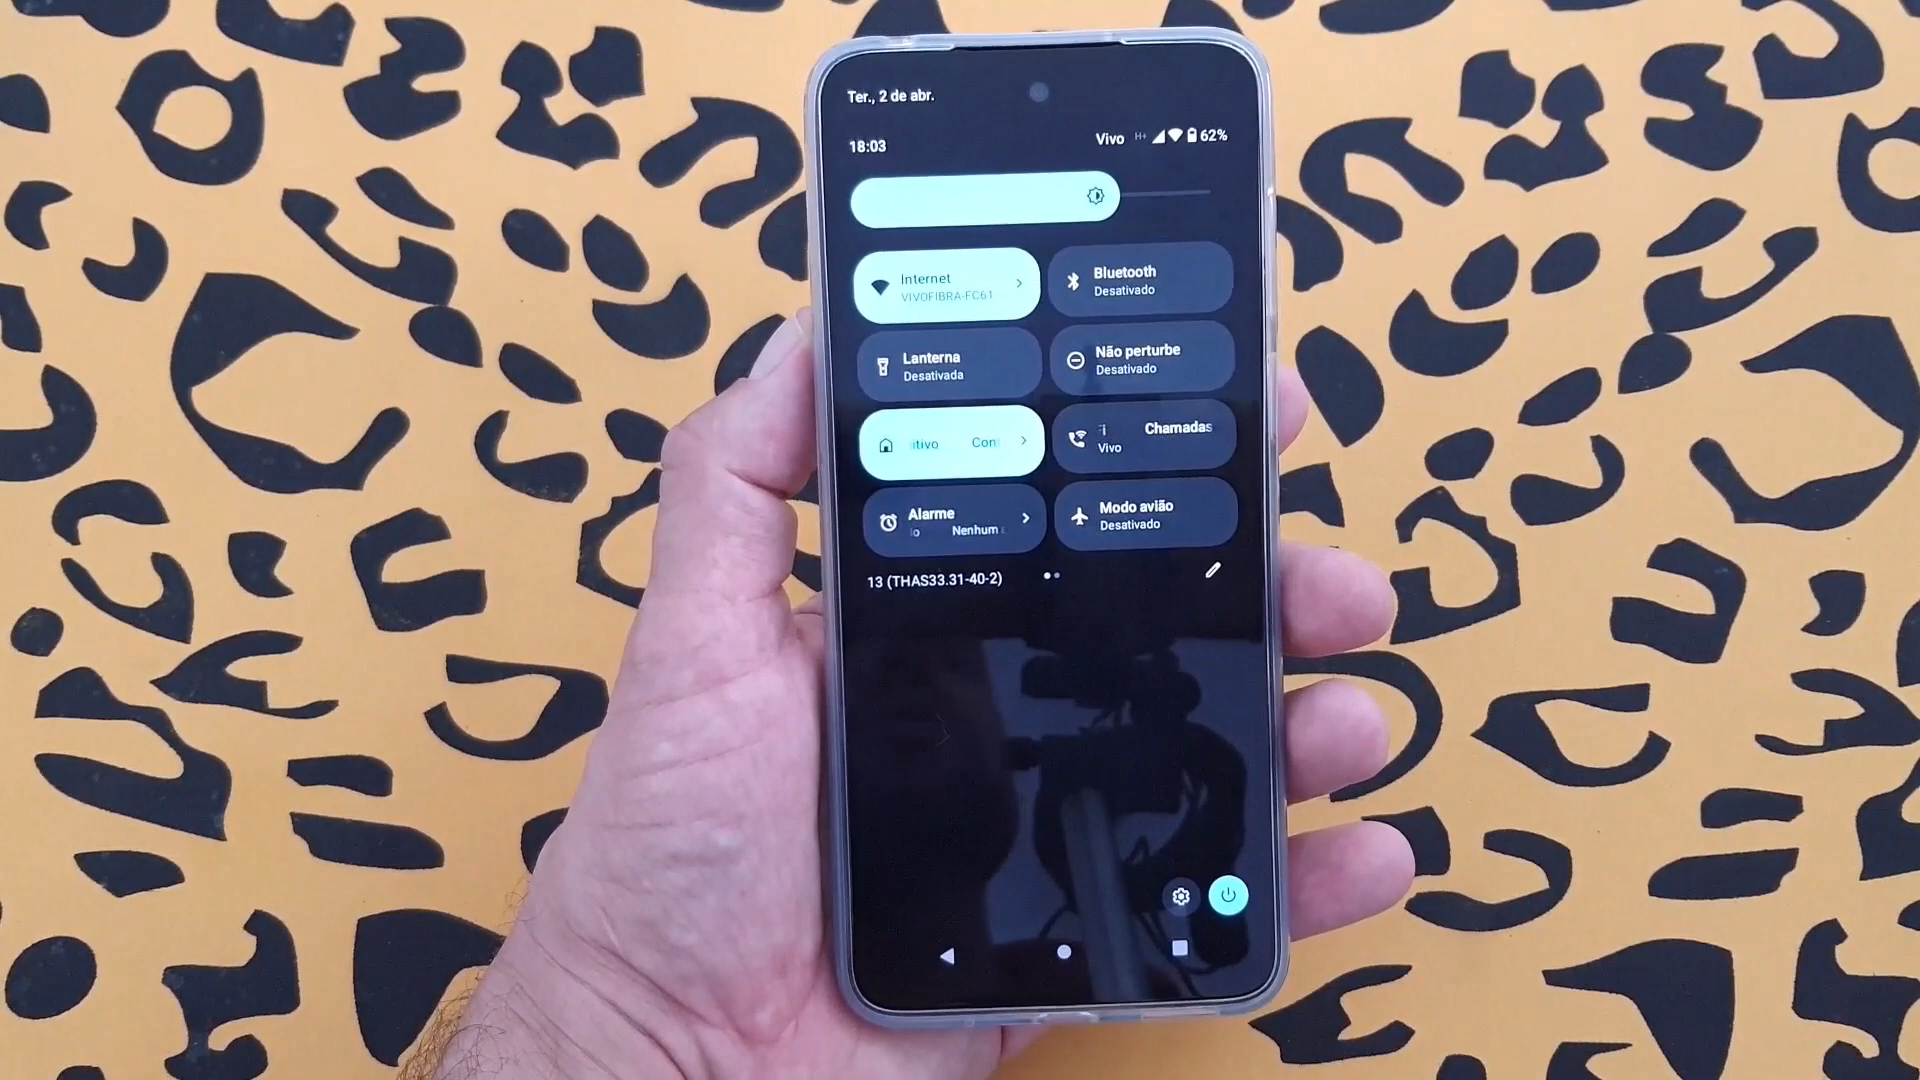 Ter., 2 de abr.
18:03
Vivo H+ 62%
Internet
VIVOFIBRA-FC61
Bluetooth
Desativado
Lanterna
Desativada
Não perturbe
Desativado
itivo Con
Chamadas
Vivo
Alarme
Nenhum
Modo avião
Desativado
13 (THAS33.31-40-2)